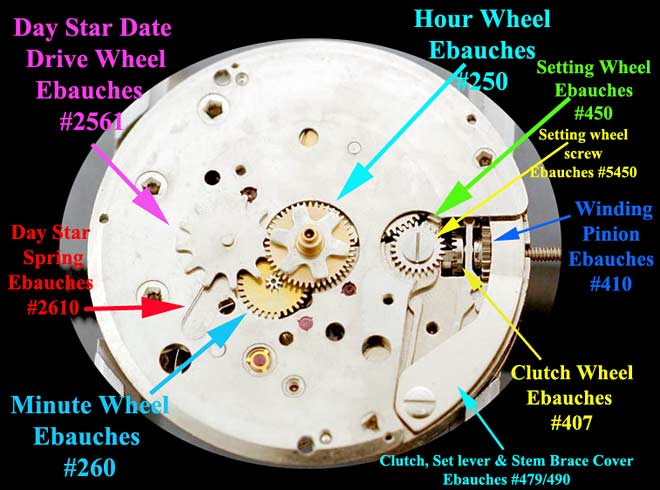 Day Star Date
Drive Wheel
Ebauches
#2561
Hour Wheel
Ebauches
#250
Setting Wheel
Ebauches
#450
Setting wheel
screw
Ebauches #5450
Winding
Pinion
Ebauches
#410
Day Star
Spring
Ebauches
#2610
Clutch Wheel
Ebauches
#407
Minute Wheel
Ebauches
#260
Clutch, Set lever & Stem Brace Cover
Ebauches #479/490